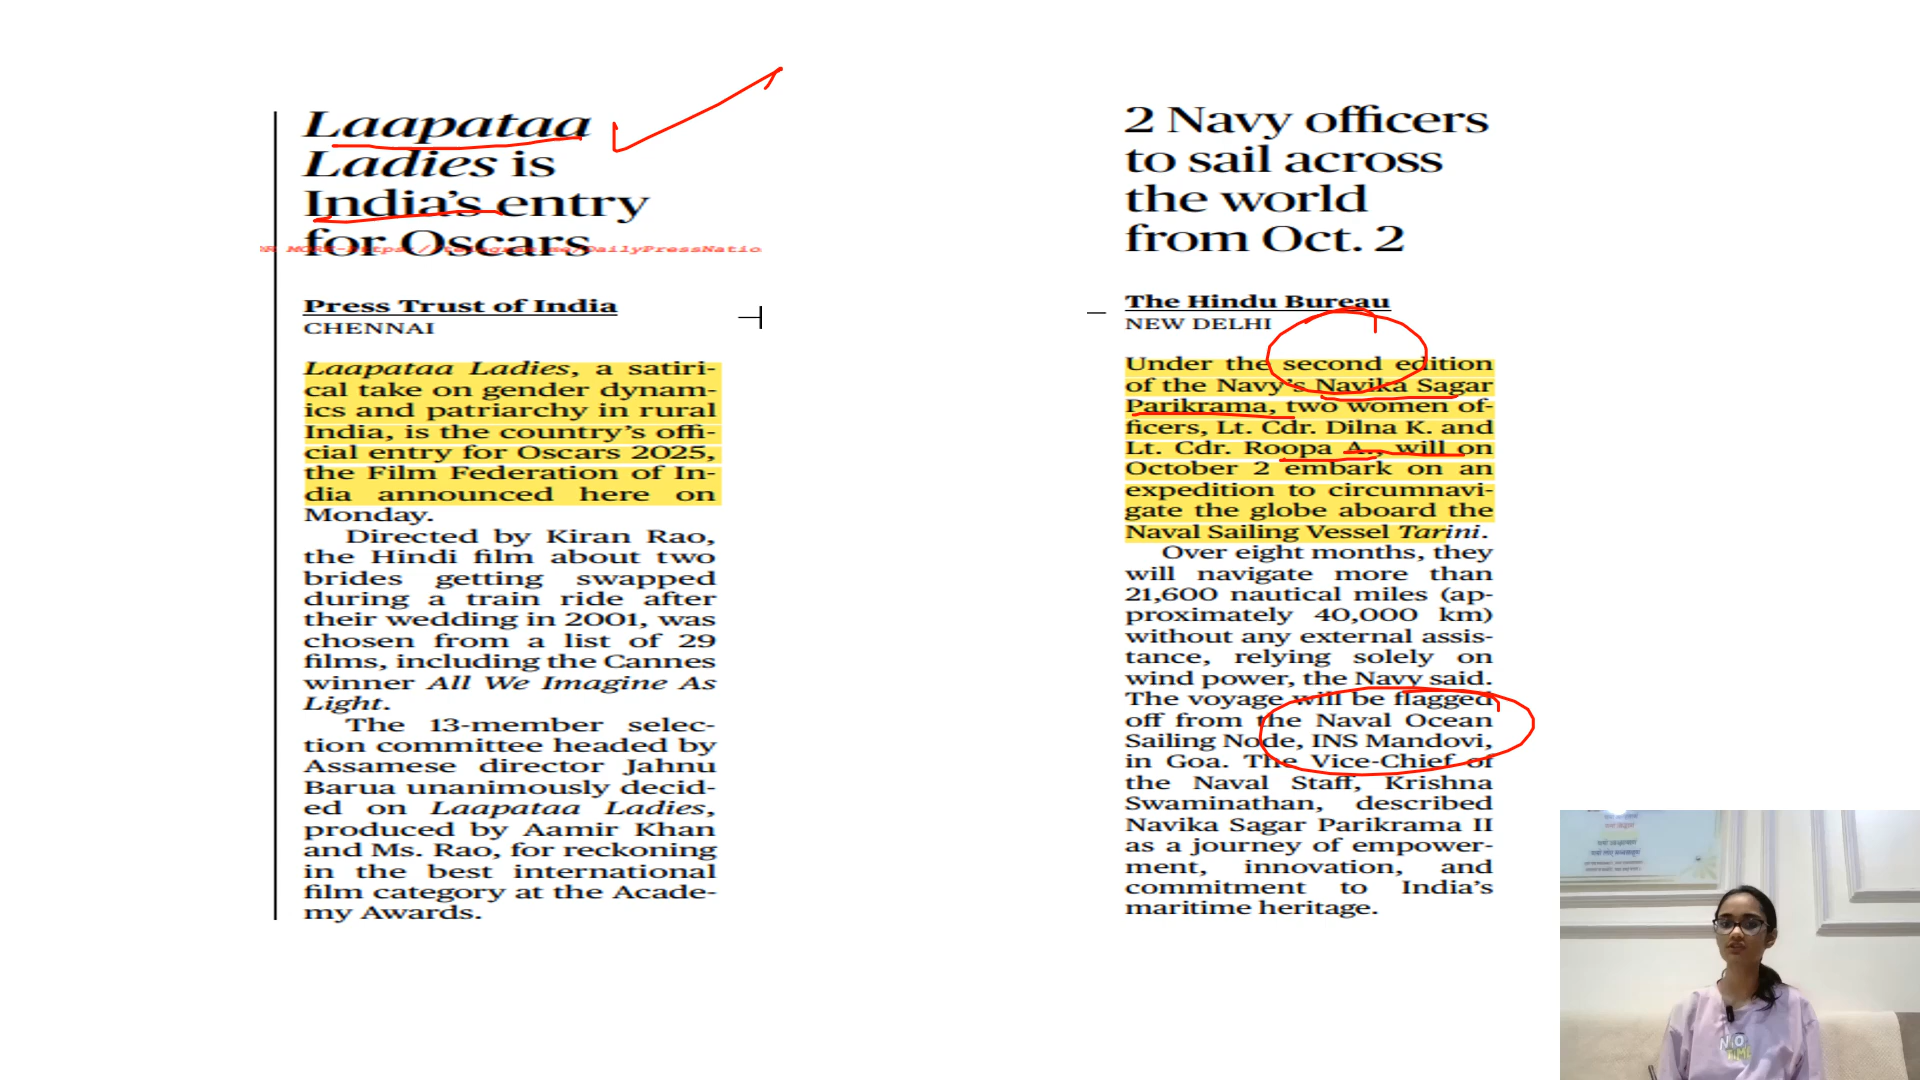 Laapataa
Ladies is
India's entry
for Oscars
Press Trust of India
CHENNAI
Laapataa Ladies, a satiri-
cal take on gender dynam-
ics and patriarchy in rural
India, is the country's offi-
cial entry for Oscars 2025,
the Film Federation of In-
dia announced here on
Monday.
Directed by Kiran Rao,
the Hindi film about two
brides getting swapped
during a train ride after
their wedding in 2001, was
chosen from a list of 29
films, including the Cannes
winner All We Imagine As
Light.
The 13-member selec-
tion committee headed by
Assamese director Jahnu
Barua unanimously decid-
ed on Laapataa Ladies,
produced by Aamir Khan
and Ms. Rao, for reckoning
in the best international
film category at the Acade-
my Awards.
2 Navy officers
to sail across
the world
from Oct. 2
The Hindu Bureau
NEW DELHI
Under the second edition
of the Navy's Navika Sagar
Parikrama, two women of-
ficers, Lt. Cdr. Dilna K. and
Lt. Cdr. Roopa A., will on
October 2 embark on an
expedition to circumnavi-
gate the globe aboard the
Naval Sailing Vessel Tarini.
Over eight months, they
will navigate more than
21,600 nautical miles (ap-
proximately 40,000 km)
without any external assis-
tance, relying solely on
wind power, the Navy said.
The voyage will be flagged
off from the Naval Ocean
Sailing Node, INS Mandovi,
in Goa. The Vice-Chief of
the Naval Staff, Krishna
Swaminathan, described
Navika Sagar Parikrama II
as a journey of empower-
ment, innovation, and
commitment to India's
maritime heritage.
NO
TIME